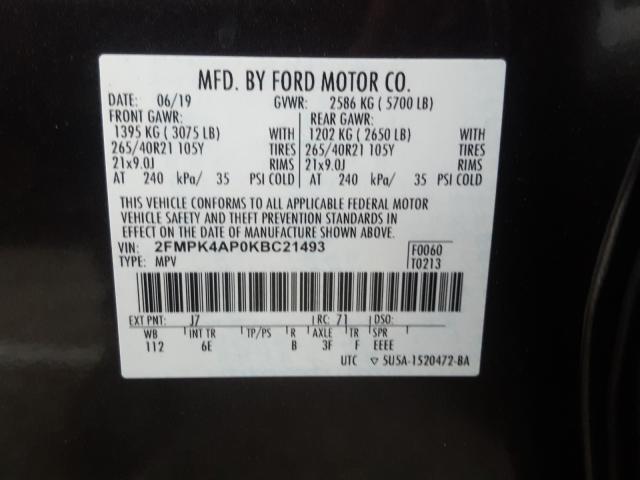 MFD. BY FORD MOTOR CO.
DATE: 06/19 GVWR: 2586 KG ( 5700 LB)
FRONT GAWR: REAR GAWR:
1395 KG ( 3075 LB) WITH 1202 KG ( 2650 LB) WITH
265/40R21 105Y TIRES 265/40R21 105Y TIRES
21x9.0J RIMS 21x9.0J RIMS
AT 240 kPa/ 35 PSI COLD AT 240 kPa/ 35 PSI COLD
THIS VEHICLE CONFORMS TO ALL APPLICABLE FEDERAL MOTOR
VEHICLE SAFETY AND THEFT PREVENTION STANDARDS IN
EFFECT ON THE DATE OF MANUFACTURE SHOWN ABOVE.
VIN: 2FMPK4AP0KBC21493 F0060
TYPE: MPV T0213
EXT PNT: J7 RC: 71 DSO:
WB INT TR TP/PS R AXLE TR SPR
112 6E B 3F F EEEE
UTC ▽ 5U5A-1520472-BA